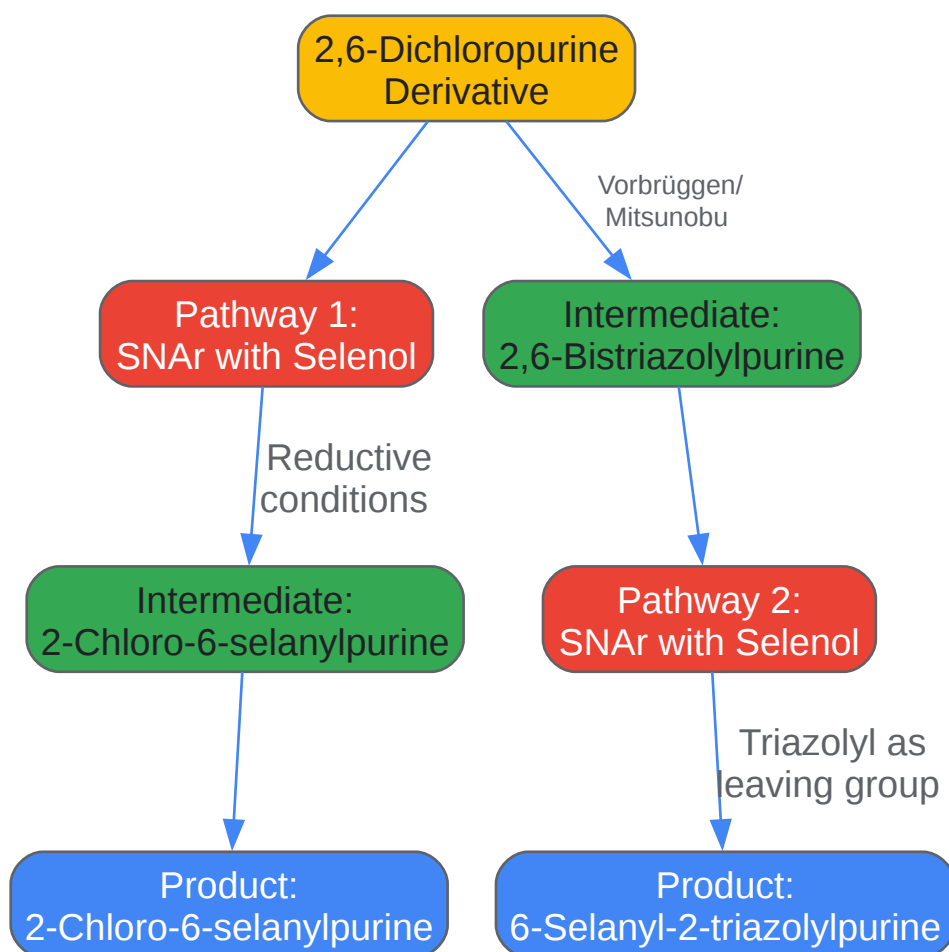 2,6-Dichloropurine
Derivative
Vorbrüggen/
Mitsunobu
Pathway 1:
SNAr with Selenol
Intermediate:
2,6-Bistriazolylpurine
Reductive
conditions
Intermediate:
2-Chloro-6-selanylpurine
Pathway 2:
SNAr with Selenol
Triazolyl as
leaving group
Product:
2-Chloro-6-selanylpurine
Product:
6-Selanyl-2-triazolylpurine